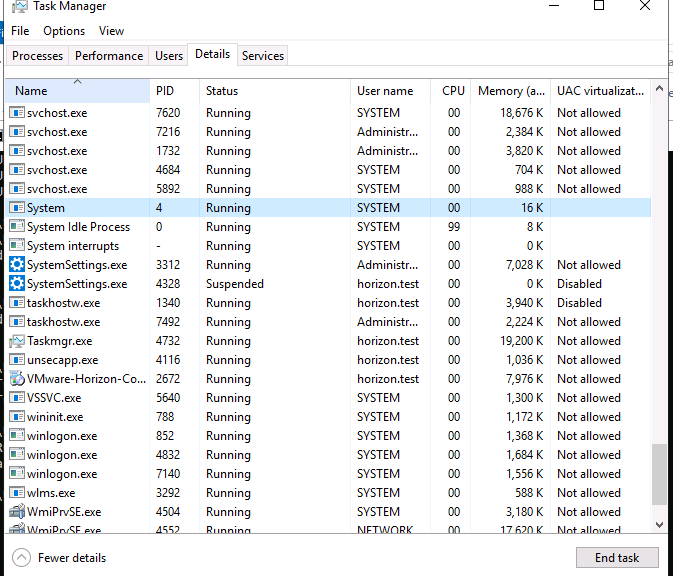 Task Manager
File Options View
Processes Performance Users Details Services
Name PID Status User name CPU Memory (a... UAC virtualizat...
svchost.exe 7620 Running SYSTEM 00 18,676 K Not allowed
svchost.exe 7216 Running Administr... 00 2,384 K Not allowed
svchost.exe 1732 Running Administr... 00 3,820 K Not allowed
svchost.exe 4684 Running SYSTEM 00 704 K Not allowed
svchost.exe 5892 Running SYSTEM 00 988 K Not allowed
System 4 Running SYSTEM 00 16 K
System Idle Process 0 Running SYSTEM 99 8 K
System interrupts - Running SYSTEM 00 0 K
SystemSettings.exe 3312 Running Administr... 00 7,028 K Not allowed
SystemSettings.exe 4328 Suspended horizon.test 00 0 K Disabled
taskhostw.exe 1340 Running horizon.test 00 3,940 K Disabled
taskhostw.exe 7492 Running Administr... 00 2,224 K Not allowed
Taskmgr.exe 4732 Running horizon.test 00 19,200 K Not allowed
unsecapp.exe 4116 Running horizon.test 00 1,036 K Not allowed
VMware-Horizon-Co... 2672 Running horizon.test 00 7,976 K Not allowed
VSSVC.exe 5640 Running SYSTEM 00 1,300 K Not allowed
wininit.exe 788 Running SYSTEM 00 1,172 K Not allowed
winlogon.exe 852 Running SYSTEM 00 1,368 K Not allowed
winlogon.exe 4832 Running SYSTEM 00 1,684 K Not allowed
winlogon.exe 7140 Running SYSTEM 00 1,556 K Not allowed
wlms.exe 3292 Running SYSTEM 00 588 K Not allowed
WmiPrvSE.exe 4504 Running SYSTEM 00 3,180 K Not allowed
WmiPrvSE.exe 4552 Running NETWORK 00 17,620 K Not allowed
Fewer details End task